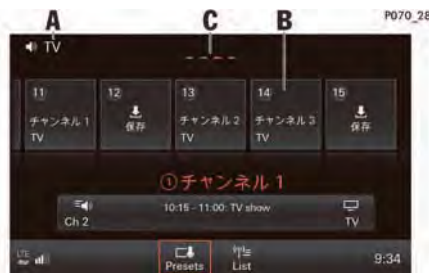 A
C
B
P070_28
TV
11
チャンネル 1
TV
12
保存
13
チャンネル 2
TV
14
チャンネル 3
TV
15
保存
①チャンネル 1
Ch 2
10:15 - 11:00: TV show
TV
LTE
Presets
List
9:34